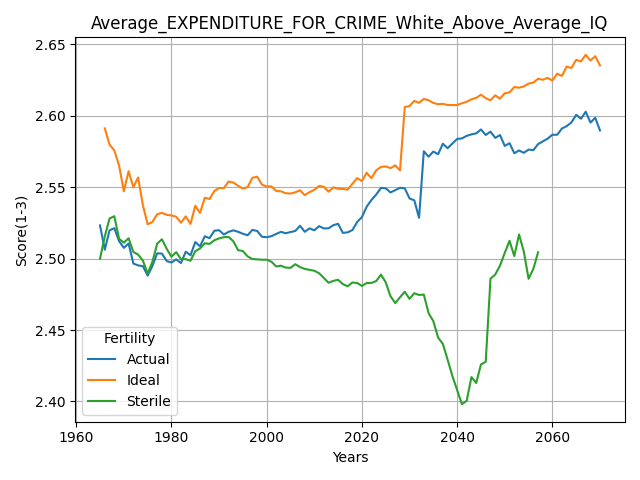 Average_EXPENDITURE_FOR_CRIME_White_Above_Average_IQ
2.65
2.60
2.55
2.50
2.45
2.40
Score(1-3)
Fertility
Actual
Ideal
Sterile
1960 1980 2000 2020 2040 2060
Years